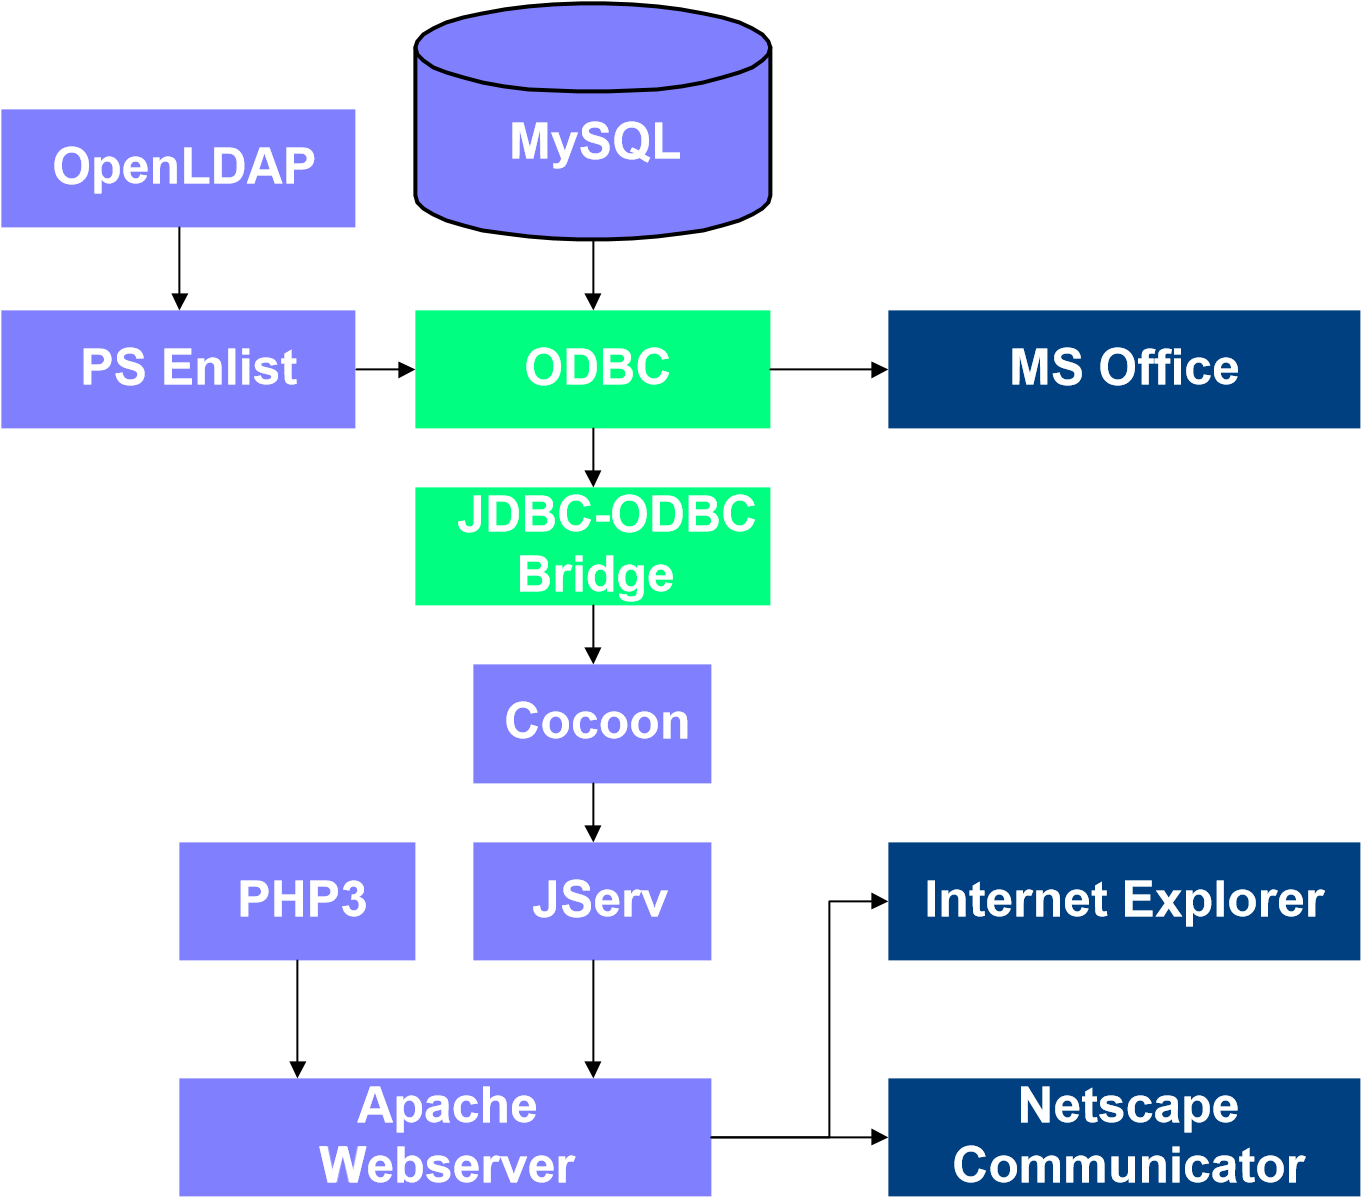 MySQL
OpenLDAP
PS Enlist
ODBC
MS Office
JDBC-ODBC
Bridge
Cocoon
PHP3
JServ
Internet Explorer
Apache
Webserver
Netscape
Communicator